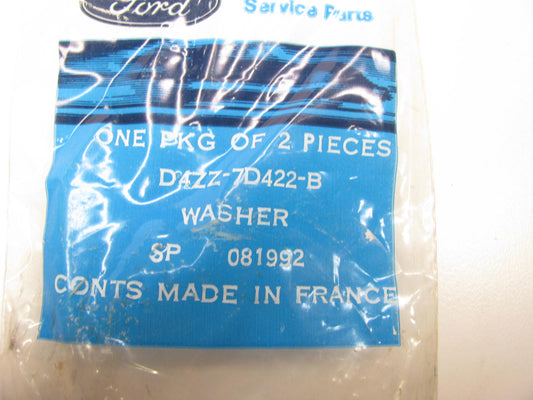 Ford
Service Parts
ONE PKG OF 2 PIECES
D4ZZ-7D422-B
WASHER
SP 081992
CONTS MADE IN FRANCE